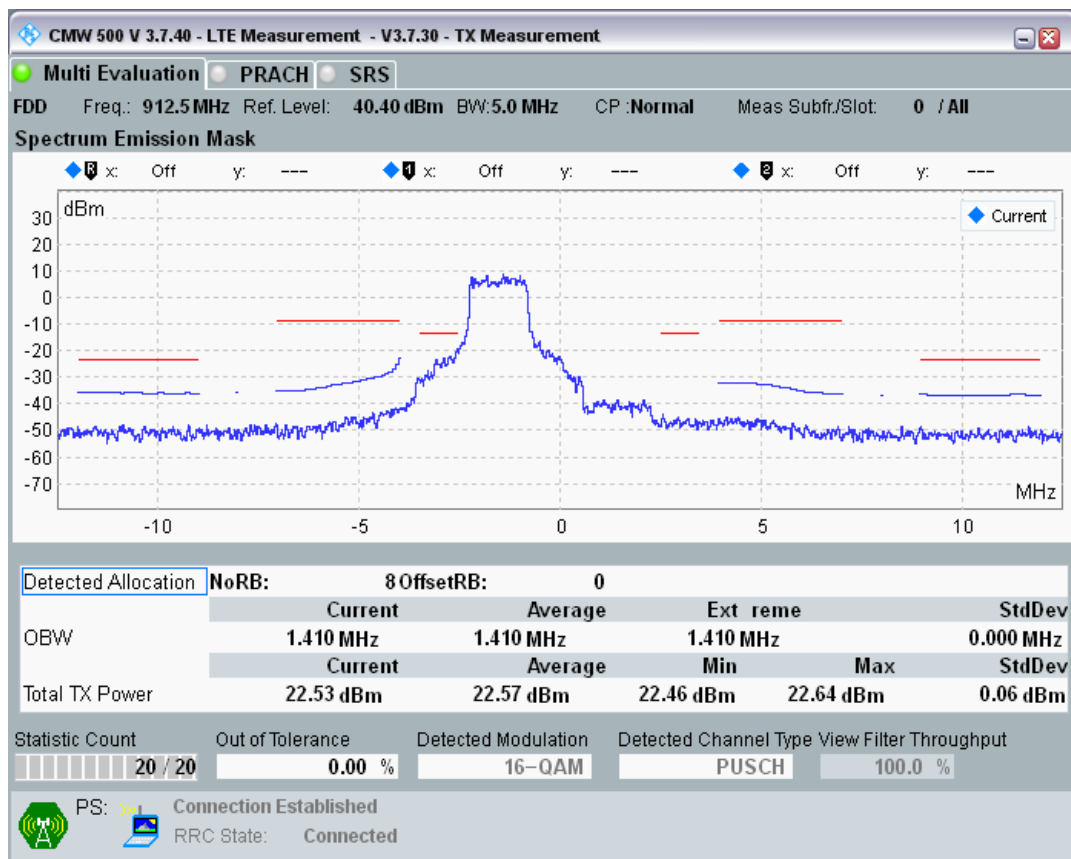 CMW 500 V 3.7.40 - LTE Measurement - V3.7.30 - TX Measurement
Multi Evaluation PRACH SRS
FDD Freq.: 912.5 MHz Ref. Level: 40.40 dBm BW:5.0 MHz CP :Normal Meas Subfr./Slot: 0 / All
Spectrum Emission Mask
R x: Off y: --- 1 x: Off y: --- 2 x: Off y: ---
dBm
Current
30
20
10
0
-10
-20
-30
-40
-50
-60
-70
MHz
-10 -5 0 5 10
Detected Allocation NoRB: 8 OffsetRB: 0
Current Average Ext reme StdDev
OBW 1.410 MHz 1.410 MHz 1.410 MHz 0.000 MHz
Current Average Min Max StdDev
Total TX Power 22.53 dBm 22.57 dBm 22.46 dBm 22.64 dBm 0.06 dBm
Statistic Count Out of Tolerance Detected Modulation Detected Channel Type View Filter Throughput
20 / 20 0.00 % 16-QAM PUSCH 100.0 %
PS: Connection Established
RRC State: Connected